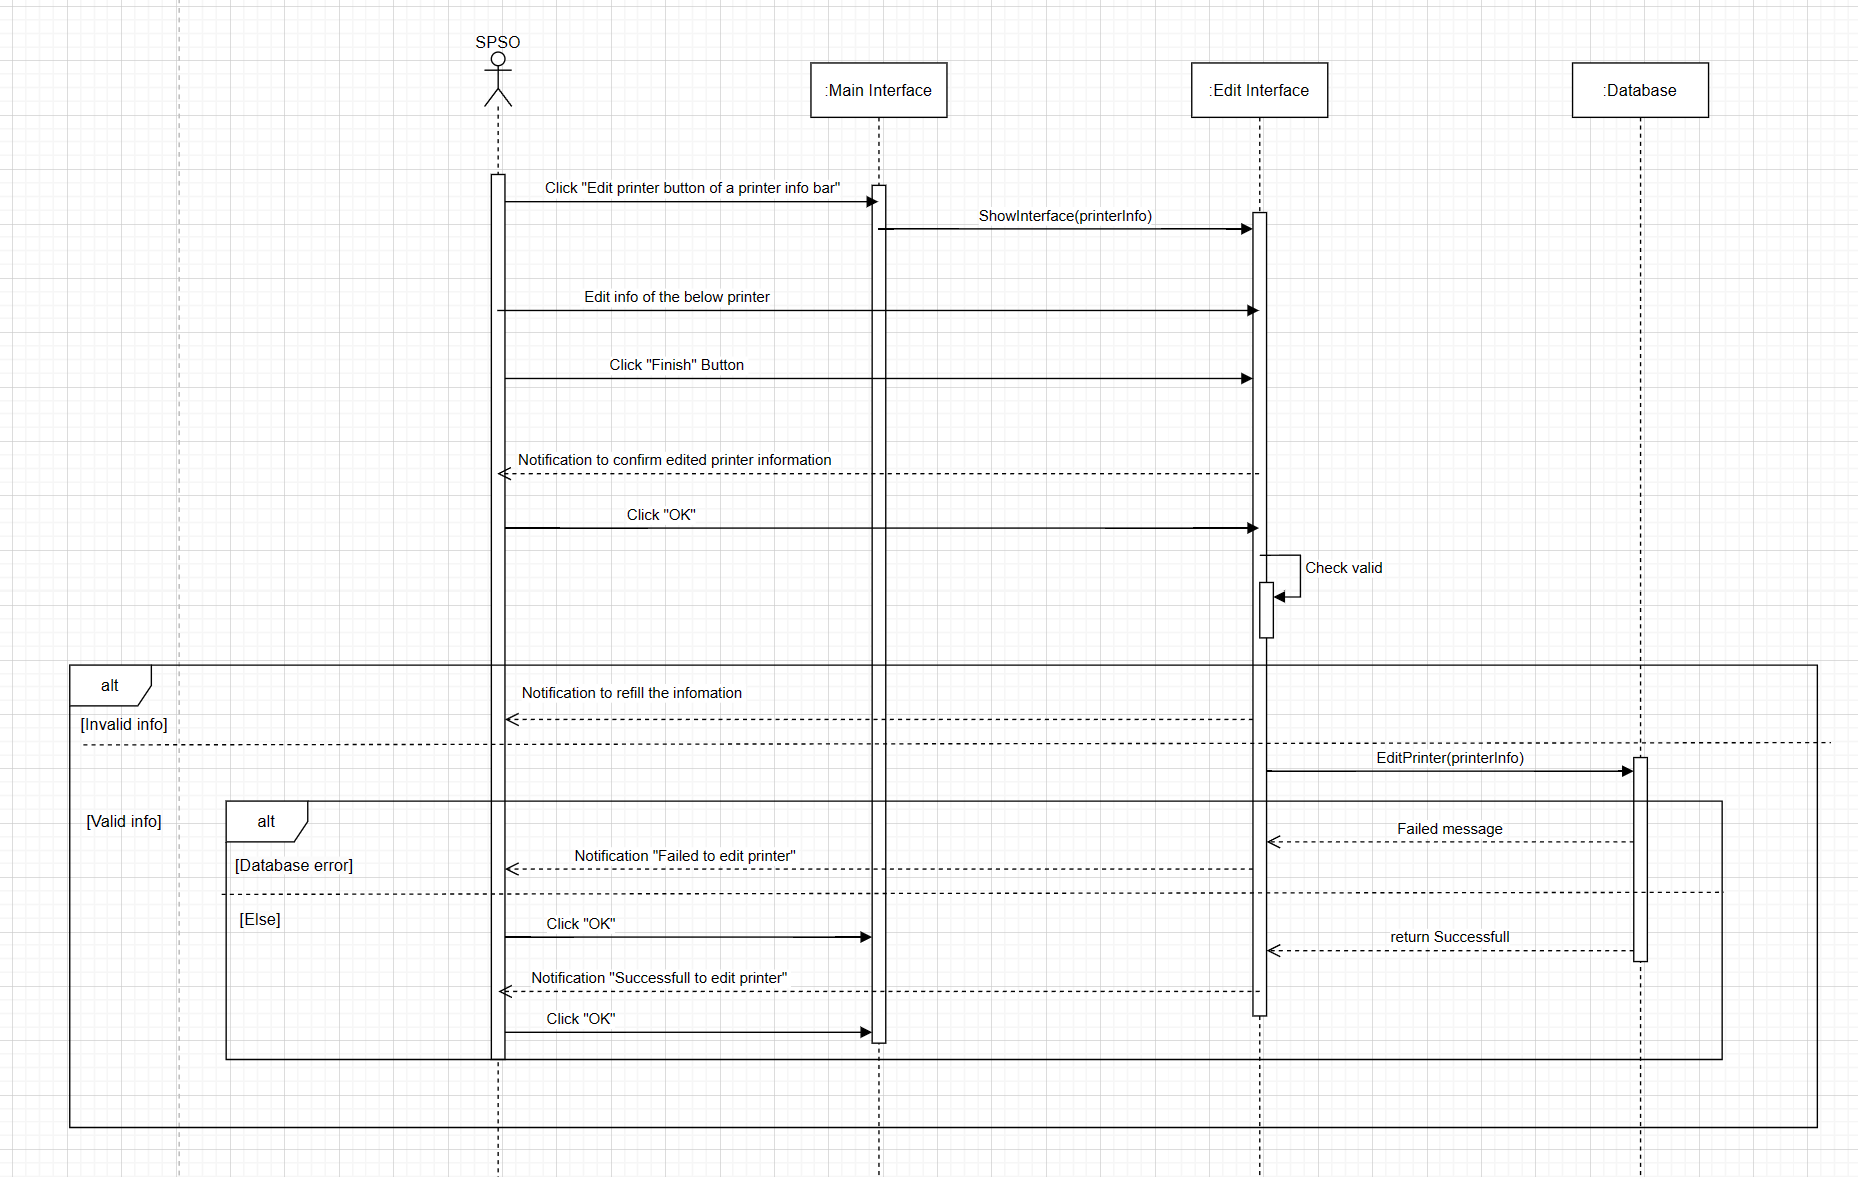 SPSO
:Main Interface
:Edit Interface
:Database
Click "Edit printer button of a printer info bar"
ShowInterface(printerInfo)
Edit info of the below printer
Click "Finish" Button
Notification to confirm edited printer information
Click "OK"
Check valid
alt
Notification to refill the infomation
[Invalid info]
EditPrinter(printerInfo)
[Valid info]
alt
Failed message
Notification "Failed to edit printer"
[Database error]
[Else]
Click "OK"
return Successfull
Notification "Successfull to edit printer"
Click "OK"